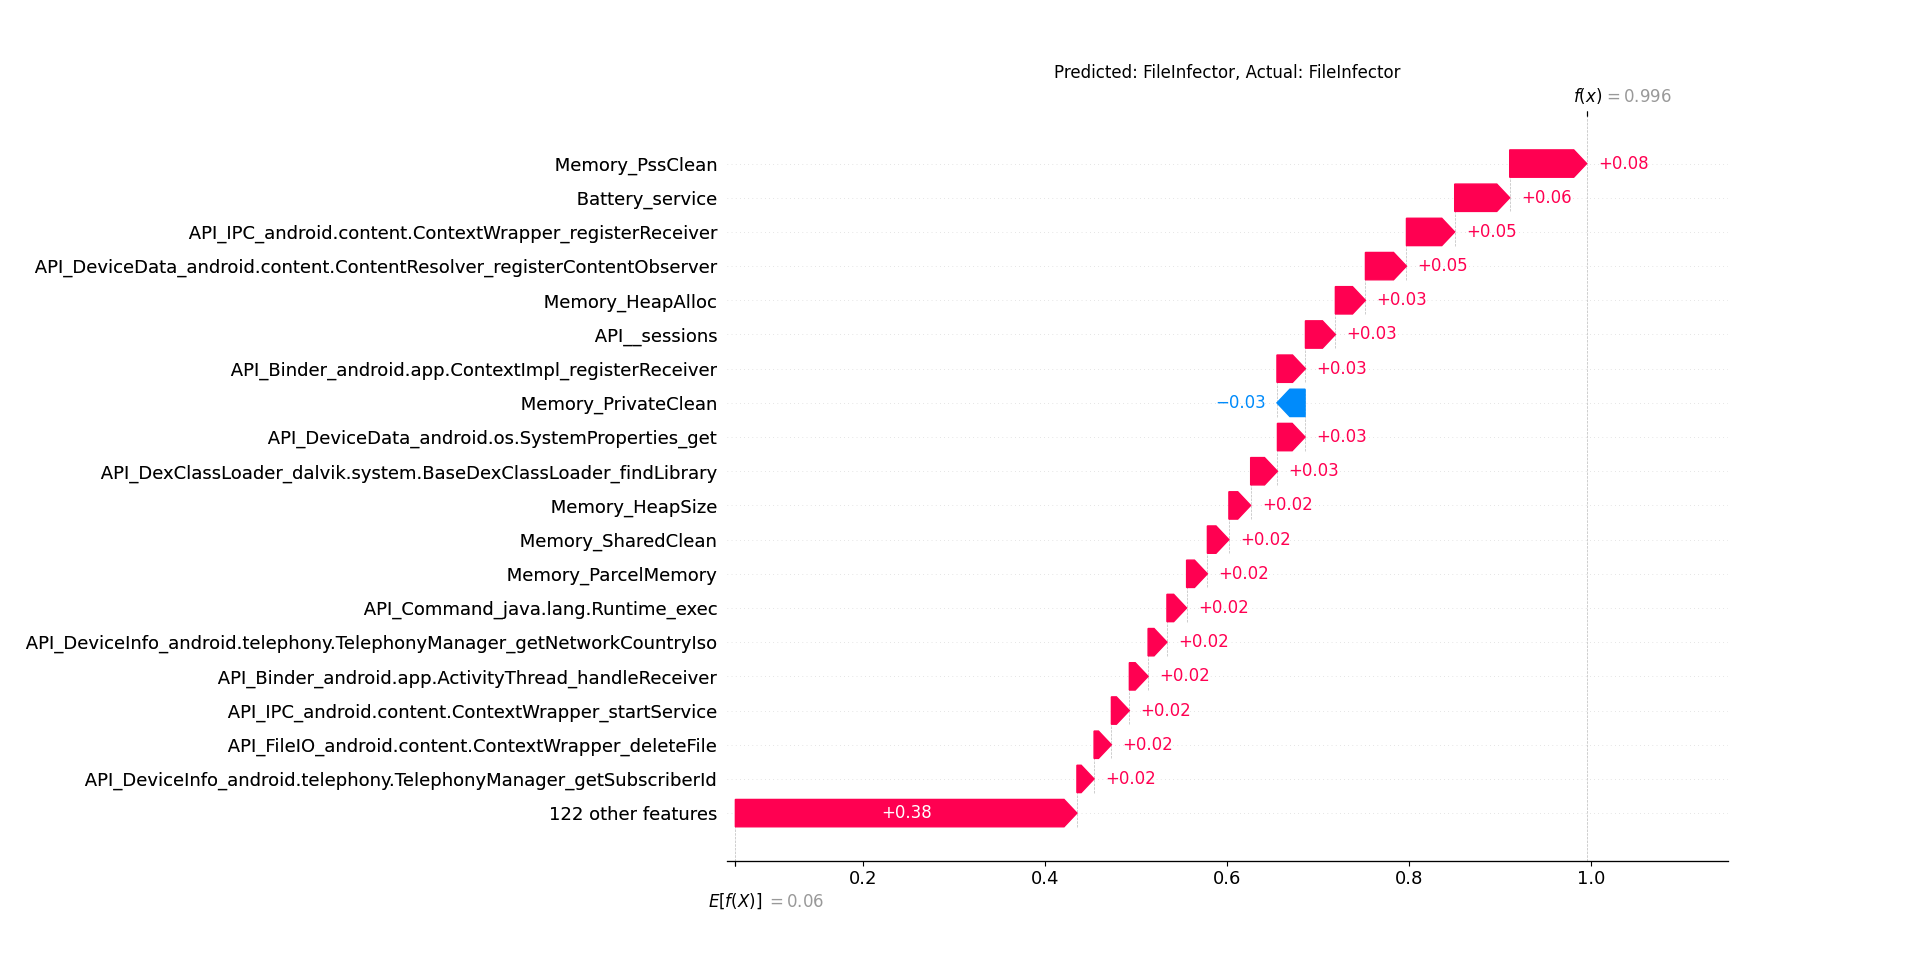 Predicted: FileInfector, Actual: FileInfector
f(x) = 0.996
Memory_PssClean +0.08
Battery_service +0.06
API_IPC_android.content.ContextWrapper_registerReceiver +0.05
API_DeviceData_android.content.ContentResolver_registerContentObserver +0.05
Memory_HeapAlloc +0.03
API__sessions +0.03
API_Binder_android.app.ContextImpl_registerReceiver +0.03
Memory_PrivateClean −0.03
API_DeviceData_android.os.SystemProperties_get +0.03
API_DexClassLoader_dalvik.system.BaseDexClassLoader_findLibrary +0.03
Memory_HeapSize +0.02
Memory_SharedClean +0.02
Memory_ParcelMemory +0.02
API_Command_java.lang.Runtime_exec +0.02
API_DeviceInfo_android.telephony.TelephonyManager_getNetworkCountryIso +0.02
API_Binder_android.app.ActivityThread_handleReceiver +0.02
API_IPC_android.content.ContextWrapper_startService +0.02
API_FileIO_android.content.ContextWrapper_deleteFile +0.02
API_DeviceInfo_android.telephony.TelephonyManager_getSubscriberId +0.02
122 other features +0.38
0.2 0.4 0.6 0.8 1.0
E[f(X)] = 0.06